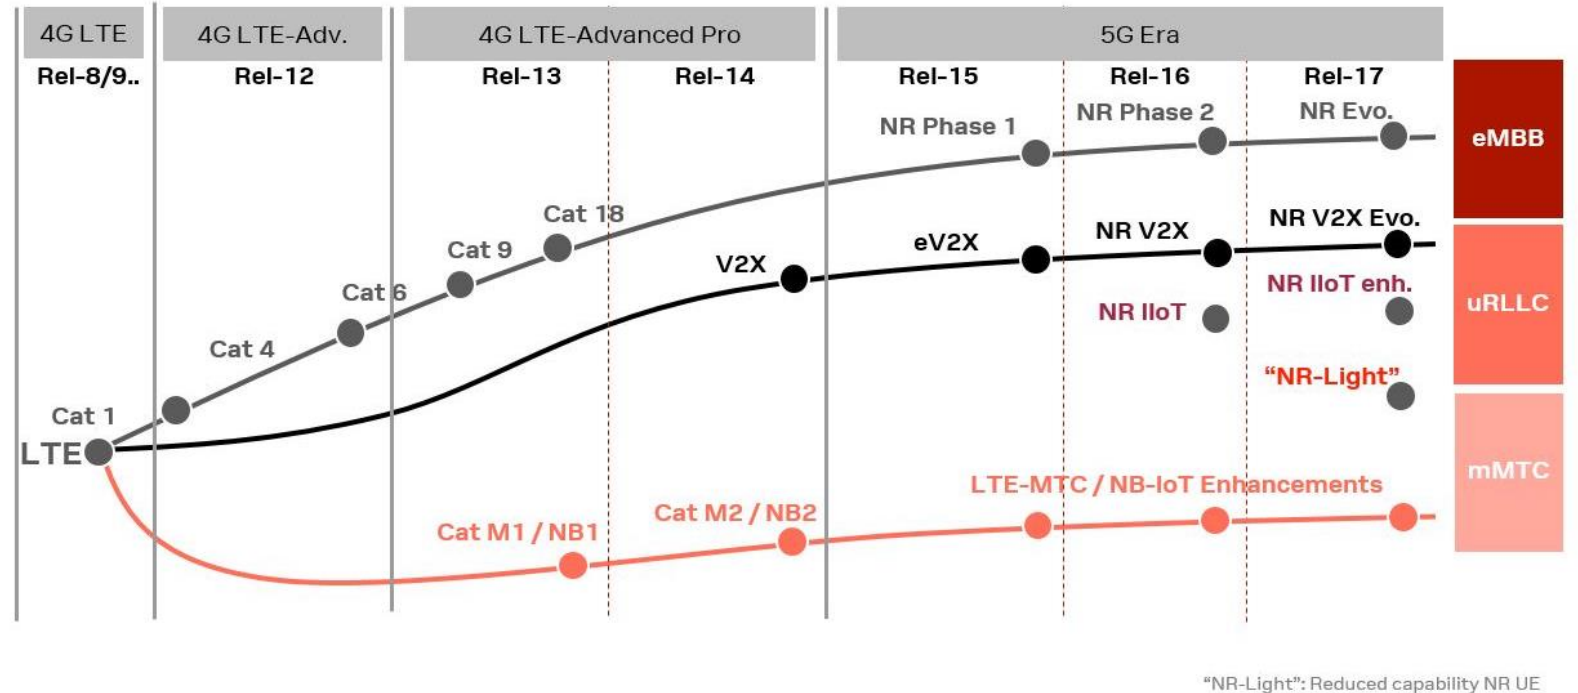 4G LTE
4G LTE-Adv.
4G LTE-Advanced Pro
5G Era
Rel-8/9..
Rel-12
Rel-13
Rel-14
Rel-15
Rel-16
Rel-17
NR Phase 1
NR Phase 2
NR Evo.
eMBB
Cat 18
Cat 9
Cat 6
Cat 4
Cat 1
LTE
V2X
eV2X
NR V2X
NR V2X Evo.
NR IIoT
NR IIoT enh.
uRLLC
“NR-Light”
mMTC
LTE-MTC / NB-IoT Enhancements
Cat M1 / NB1
Cat M2 / NB2
“NR-Light”: Reduced capability NR UE